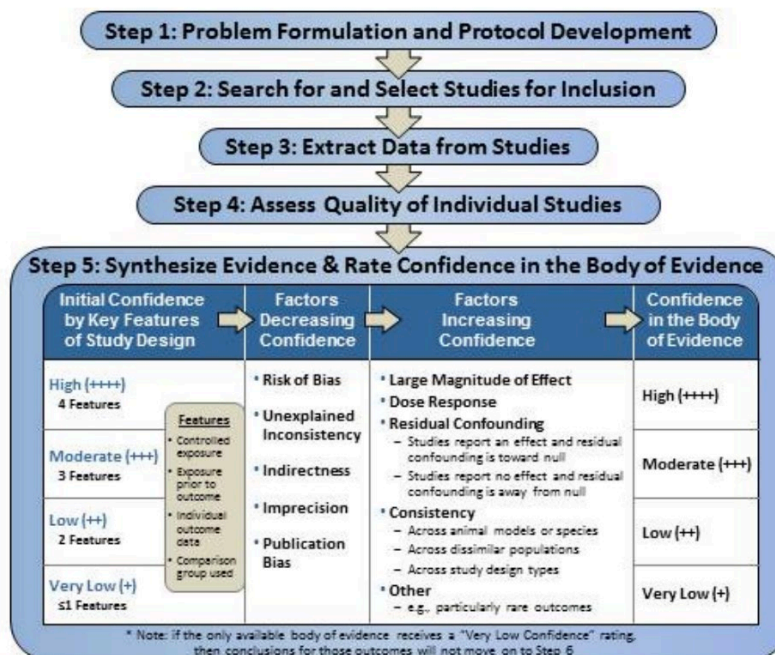 Step 1: Problem Formulation and Protocol Development
Step 2: Search for and Select Studies for Inclusion
Step 3: Extract Data from Studies
Step 4: Assess Quality of Individual Studies
Step 5: Synthesize Evidence & Rate Confidence in the Body of Evidence
Initial Confidence
by Key Features
of Study Design
Factors
Decreasing
Confidence
Factors
Increasing
Confidence
Confidence
in the Body
of Evidence
High (++++)
4 Features
Moderate (+++)
3 Features
Low (++)
2 Features
Very Low (+)
≤1 Features
Features
• Controlled
exposure
• Exposure
prior to
outcome
• Individual
outcome
data
• Comparison
group used
• Risk of Bias
• Unexplained
Inconsistency
• Indirectness
• Imprecision
• Publication
Bias
• Large Magnitude of Effect
• Dose Response
• Residual Confounding
– Studies report an effect and residual
confounding is toward null
– Studies report no effect and residual
confounding is away from null
• Consistency
– Across animal models or species
– Across dissimilar populations
– Across study design types
• Other
– e.g., particularly rare outcomes
High (++++)
Moderate (+++)
Low (++)
Very Low (+)
* Note: if the only available body of evidence receives a "Very Low Confidence" rating,
then conclusions for those outcomes will not move on to Step 6